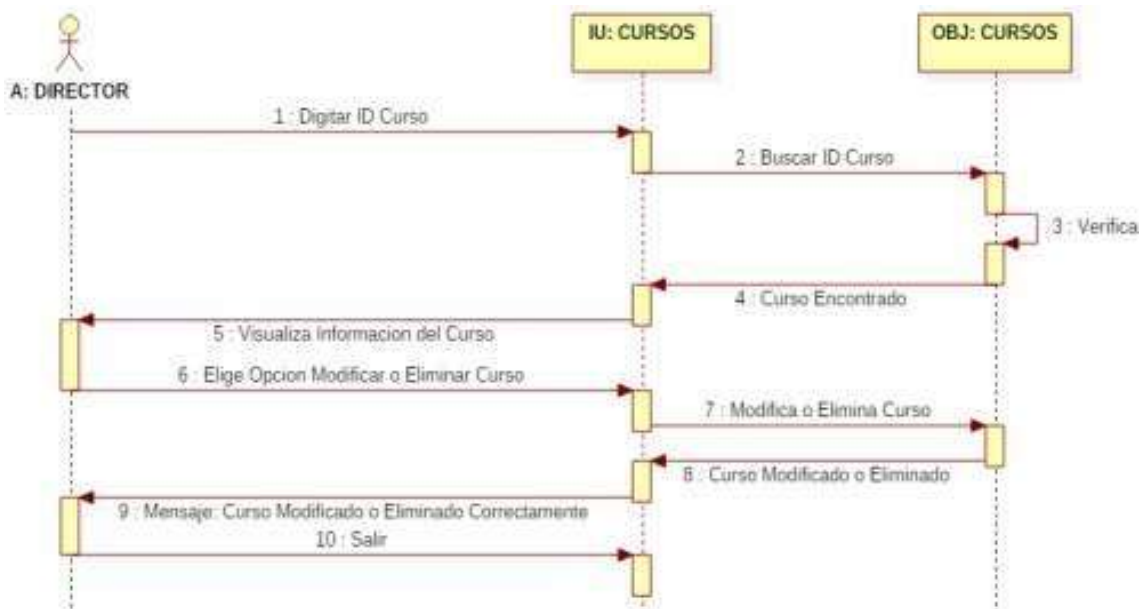 IU: CURSOS
OBJ: CURSOS
A: DIRECTOR
1 : Digitar ID Curso
2 : Buscar ID Curso
3 : Verifica
4 : Curso Encontrado
5 : Visualiza Informacion del Curso
6 : Elige Opcion Modificar o Eliminar Curso
7 : Modifica o Elimina Curso
8 : Curso Modificado o Eliminado
9 : Mensaje: Curso Modificado o Eliminado Correctamente
10 : Salir